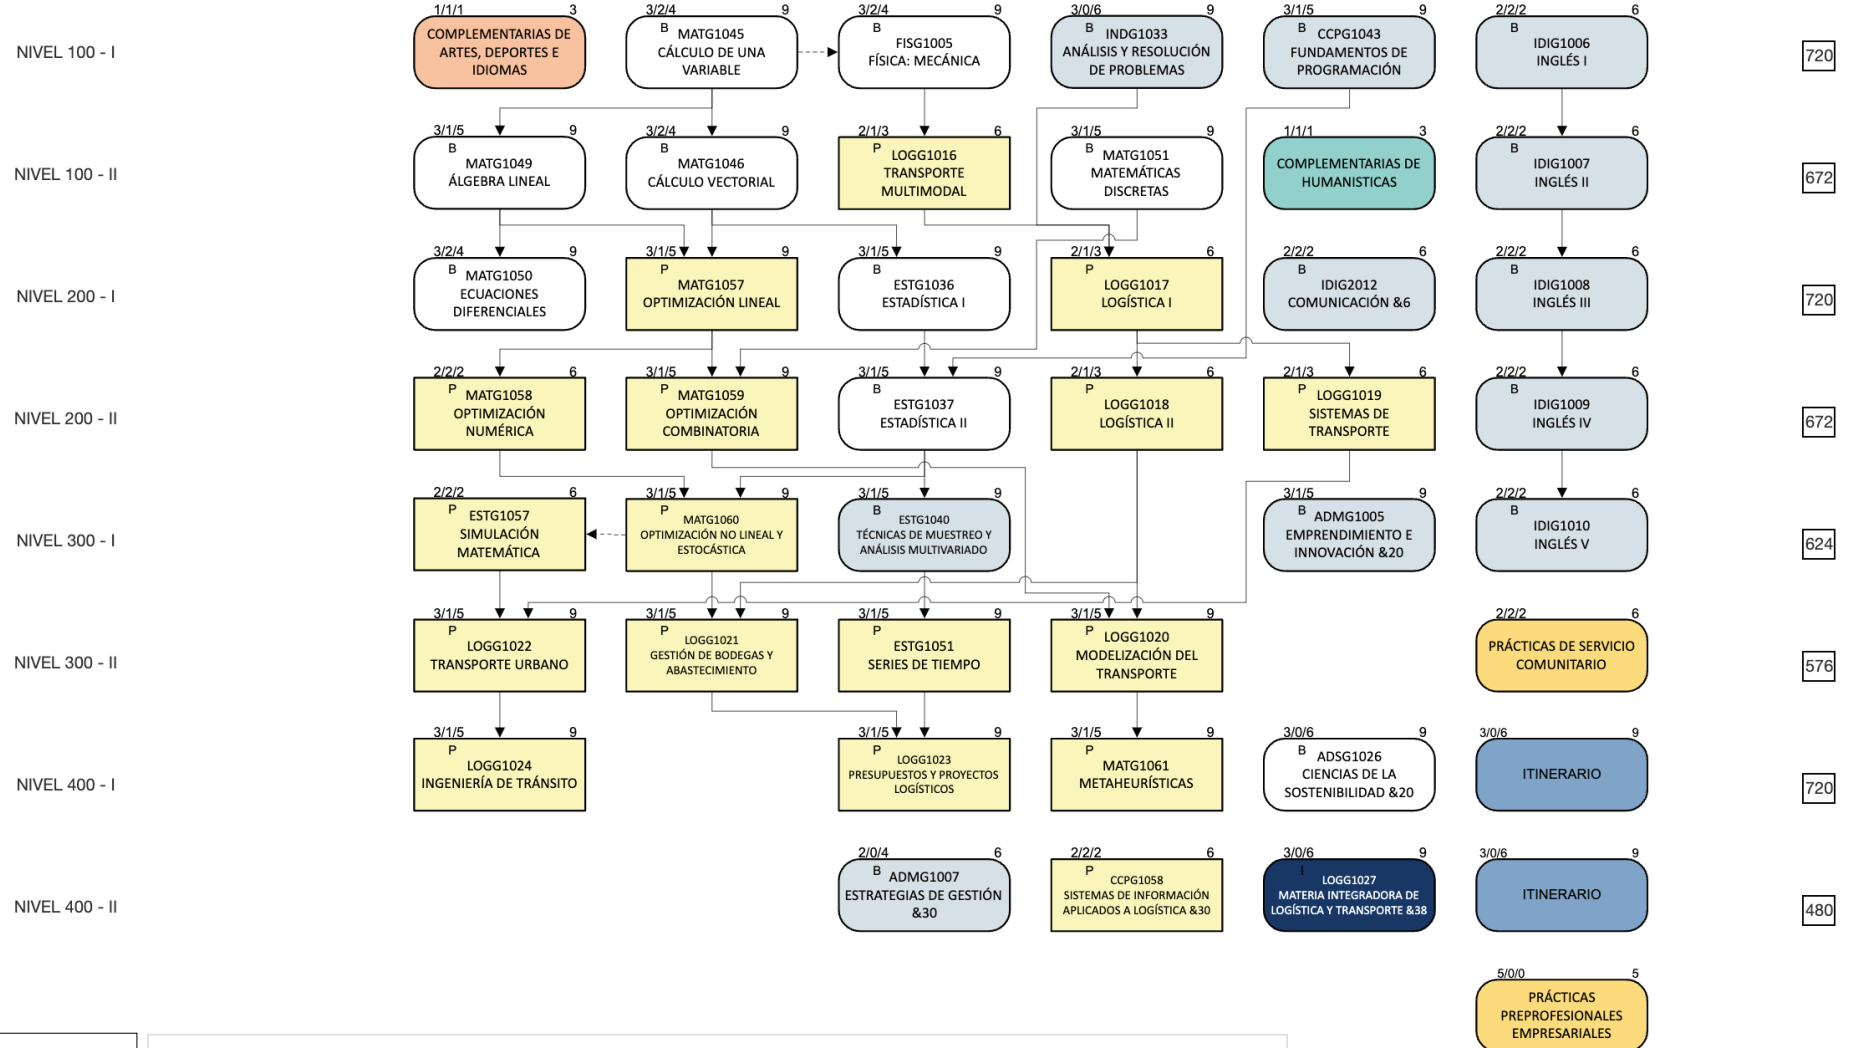 1/1/1 3 3/2/4 9 3/2/4 9 3/0/6 9 3/1/5 9 2/2/2 6
NIVEL 100 - I
COMPLEMENTARIAS DE
ARTES, DEPORTES E
IDIOMAS
B
MATG1045
CÁLCULO DE UNA
VARIABLE
B
FISG1005
FÍSICA: MECÁNICA
B
INDG1033
ANÁLISIS Y RESOLUCIÓN
DE PROBLEMAS
B
CCPG1043
FUNDAMENTOS DE
PROGRAMACIÓN
B
IDIG1006
INGLÉS I
720
3/1/5 9 3/2/4 9 2/1/3 6 3/1/5 9 1/1/1 3 2/2/2 6
NIVEL 100 - II
B
MATG1049
ÁLGEBRA LINEAL
B
MATG1046
CÁLCULO VECTORIAL
P
LOGG1016
TRANSPORTE
MULTIMODAL
B
MATG1051
MATEMÁTICAS
DISCRETAS
COMPLEMENTARIAS DE
HUMANISTICAS
B
IDIG1007
INGLÉS II
672
3/2/4 9 3/1/5 9 3/1/5 9 2/1/3 6 2/2/2 6 2/2/2 6
NIVEL 200 - I
B
MATG1050
ECUACIONES
DIFERENCIALES
P
MATG1057
OPTIMIZACIÓN LINEAL
B
ESTG1036
ESTADÍSTICA I
P
LOGG1017
LOGÍSTICA I
B
IDIG2012
COMUNICACIÓN &6
B
IDIG1008
INGLÉS III
720
2/2/2 6 3/1/5 9 3/1/5 9 2/1/3 6 2/1/3 6 2/2/2 6
NIVEL 200 - II
P
MATG1058
OPTIMIZACIÓN
NUMÉRICA
P
MATG1059
OPTIMIZACIÓN
COMBINATORIA
B
ESTG1037
ESTADÍSTICA II
P
LOGG1018
LOGÍSTICA II
P
LOGG1019
SISTEMAS DE
TRANSPORTE
B
IDIG1009
INGLÉS IV
672
2/2/2 6 3/1/5 9 3/1/5 9 3/1/5 9 2/2/2 6
NIVEL 300 - I
P
ESTG1057
SIMULACIÓN
MATEMÁTICA
P
MATG1060
OPTIMIZACIÓN NO LINEAL Y
ESTOCÁSTICA
B
ESTG1040
TÉCNICAS DE MUESTREO Y
ANÁLISIS MULTIVARIADO
B
ADMG1005
EMPRENDIMIENTO E
INNOVACIÓN &20
B
IDIG1010
INGLÉS V
624
3/1/5 9 3/1/5 9 3/1/5 9 3/1/5 9 2/2/2 6
NIVEL 300 - II
P
LOGG1022
TRANSPORTE URBANO
P
LOGG1021
GESTIÓN DE BODEGAS Y
ABASTECIMIENTO
P
ESTG1051
SERIES DE TIEMPO
P
LOGG1020
MODELIZACIÓN DEL
TRANSPORTE
PRÁCTICAS DE SERVICIO
COMUNITARIO
576
3/1/5 9 3/1/5 9 3/1/5 9 3/0/6 9 3/0/6 9
NIVEL 400 - I
P
LOGG1024
INGENIERÍA DE TRÁNSITO
P
LOGG1023
PRESUPUESTOS Y PROYECTOS
LOGÍSTICOS
P
MATG1061
METAHEURÍSTICAS
B
ADSG1026
CIENCIAS DE LA
SOSTENIBILIDAD &20
ITINERARIO
720
2/0/4 6 2/2/2 6 3/0/6 9 3/0/6 9
NIVEL 400 - II
B
ADMG1007
ESTRATEGIAS DE GESTIÓN
&30
P
CCPG1058
SISTEMAS DE INFORMACIÓN
APLICADOS A LOGÍSTICA &30
I
LOGG1027
MATERIA INTEGRADORA DE
LOGÍSTICA Y TRANSPORTE &38
ITINERARIO
480
5/0/0 5
PRÁCTICAS
PREPROFESIONALES
EMPRESARIALES